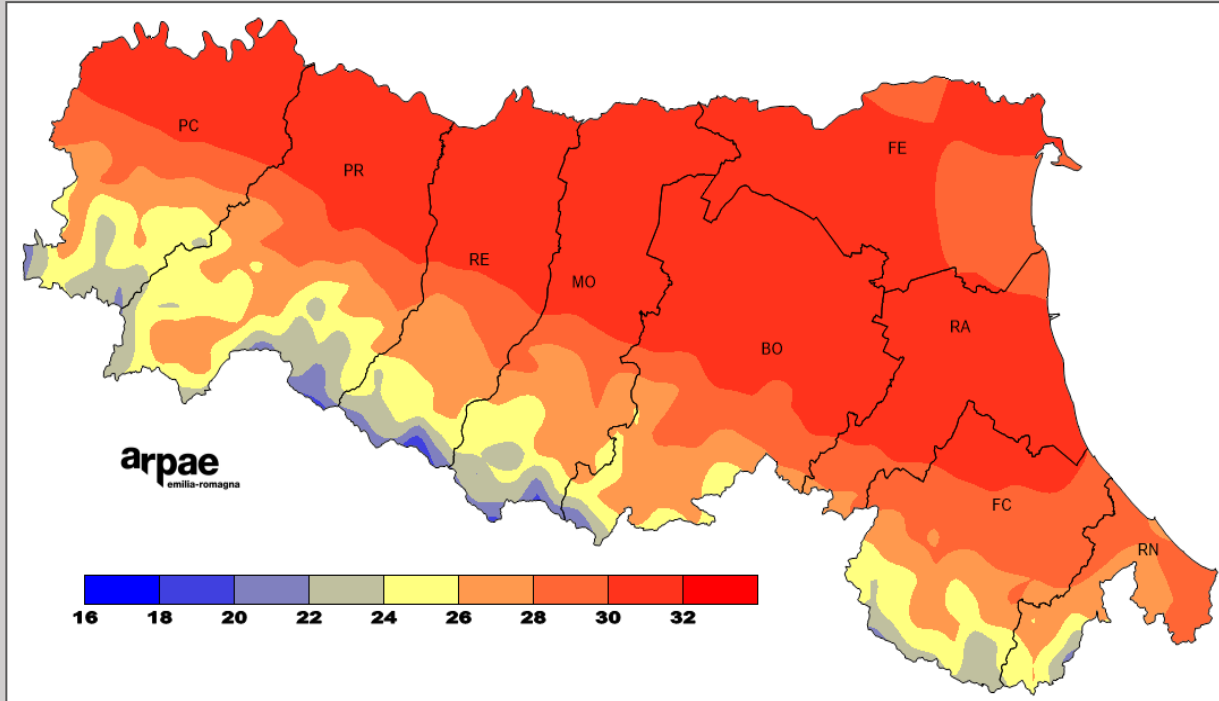 PC
FE
PR
RE
MO
RA
BO
arpae
emilia-romagna
FC
RN
16 18 20 22 24 26 28 30 32